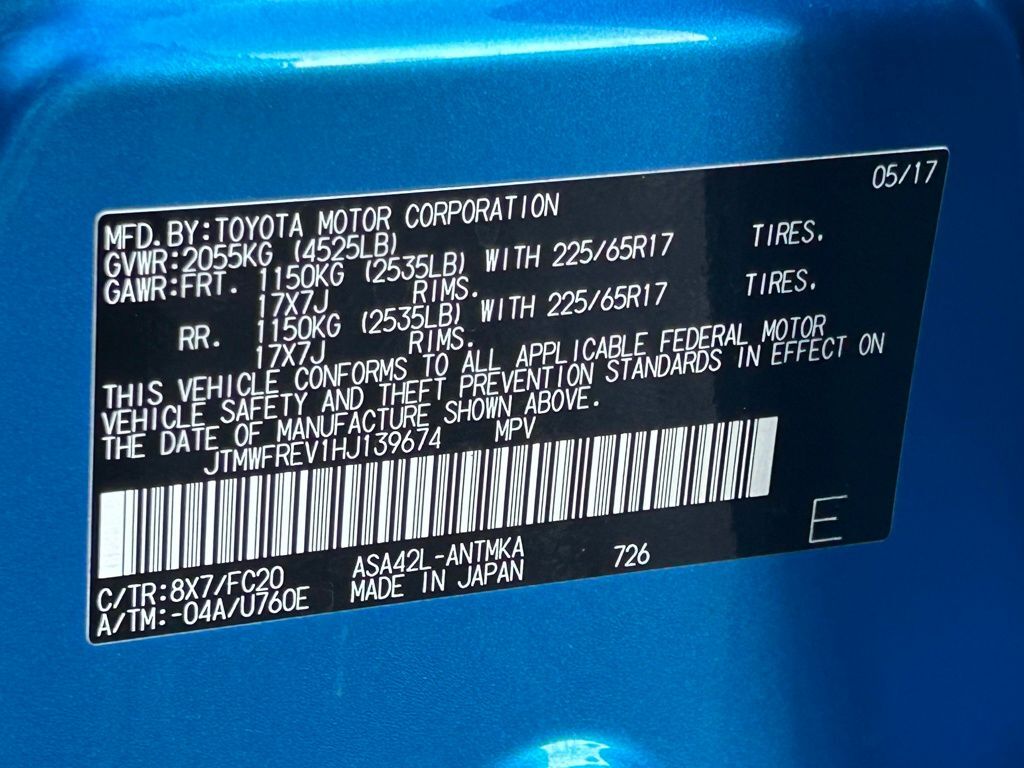 05/17
MFD.BY:TOYOTA MOTOR CORPORATION
GVWR:2055KG (4525LB)
GAWR:FRT. 1150KG (2535LB) WITH 225/65R17 TIRES.
17X7J RIMS.
RR. 1150KG (2535LB) WITH 225/65R17 TIRES.
17X7J RIMS.
THIS VEHICLE CONFORMS TO ALL APPLICABLE FEDERAL MOTOR
VEHICLE SAFETY AND THEFT PREVENTION STANDARDS IN EFFECT ON
THE DATE OF MANUFACTURE SHOWN ABOVE.
JTMWFREV1HJ139674 MPV
E
ASA42L-ANTMKA 726
C/TR:8X7/FC20 MADE IN JAPAN
A/TM:-04A/U760E